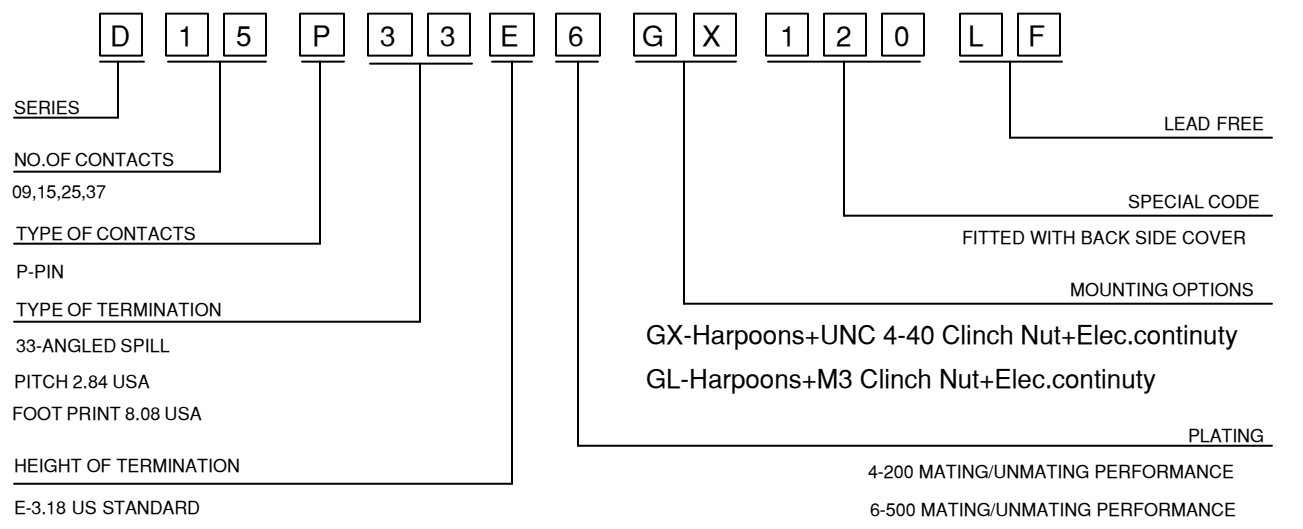 D 1 5 P 3 3 E 6 G X 1 2 0 L F
SERIES
NO.OF CONTACTS
09,15,25,37
TYPE OF CONTACTS
P-PIN
TYPE OF TERMINATION
33-ANGLED SPILL
PITCH 2.84 USA
FOOT PRINT 8.08 USA
HEIGHT OF TERMINATION
E-3.18 US STANDARD
LEAD FREE
SPECIAL CODE
FITTED WITH BACK SIDE COVER
MOUNTING OPTIONS
GX-Harpoons+UNC 4-40 Clinch Nut+Elec.continuty
GL-Harpoons+M3 Clinch Nut+Elec.continuty
PLATING
4-200 MATING/UNMATING PERFORMANCE
6-500 MATING/UNMATING PERFORMANCE